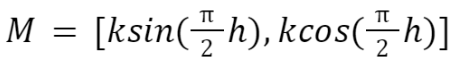 M = [ksin(π/2 h), kcos(π/2 h)]